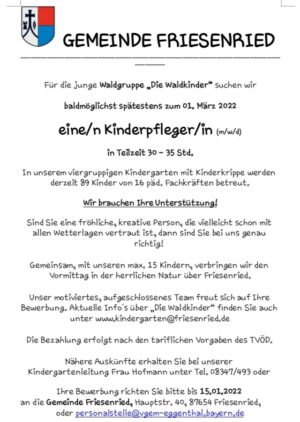 GEMEINDE FRIESENRIED
Für die junge Waldgruppe „Die Waldkinder" suchen wir
baldmöglichst spätestens zum 01. März 2022
eine/n Kinderpfleger/in (m/w/d)
in Teilzeit 30 – 35 Std.
In unserem viergruppigen Kindergarten mit Kinderkrippe werden
derzeit 89 Kinder von 16 päd. Fachkräften betreut.
Wir brauchen Ihre Unterstützung!
Sind Sie eine fröhliche, kreative Person, die vielleicht schon mit
allen Wetterlagen vertraut ist, dann sind Sie bei uns genau
richtig!
Gemeinsam, mit unseren max. 15 Kindern, verbringen wir den
Vormittag in der herrlichen Natur über Friesenried.
Unser motiviertes, aufgeschlossenes Team freut sich auf Ihre
Bewerbung. Aktuelle Info's über „Die Waldkinder" finden Sie auch
unter www.kindergarten@friesenried.de
Die Bezahlung erfolgt nach den tariflichen Vorgaben des TVÖD.
Nähere Auskünfte erhalten Sie bei unserer
Kindergartenleitung Frau Hofmann unter Tel. 08347/493 oder
Ihre Bewerbung richten Sie bitte bis 15.01.2022
an die Gemeinde Friesenried, Hauptstr. 40, 87654 Friesenried,
oder personalstelle@vgem-eggenthal.bayern.de